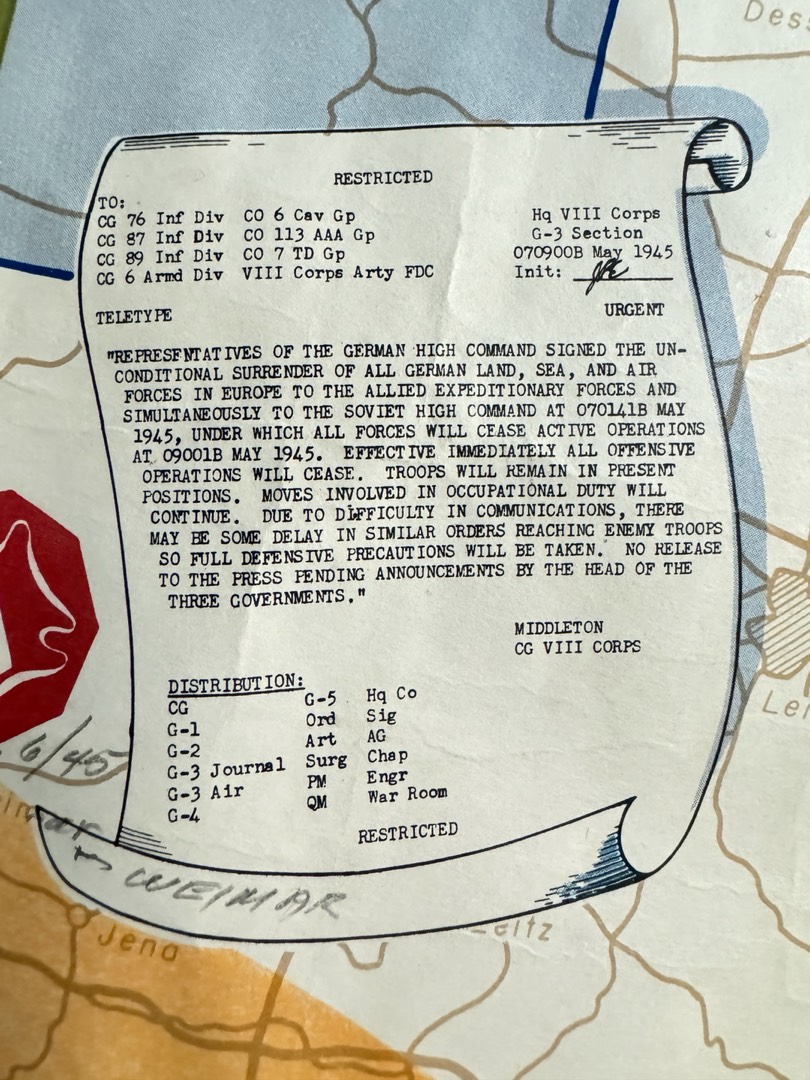 Dess
RESTRICTED
TO:
CG 76 Inf Div CO 6 Cav Gp
CG 87 Inf Div CO 113 AAA Gp
CG 89 Inf Div CO 7 TD Gp
CG 6 Armd Div VIII Corps Arty FDC
Hq VIII Corps
G-3 Section
070900B May 1945
Init:
TELETYPE URGENT
"REPRESENTATIVES OF THE GERMAN HIGH COMMAND SIGNED THE UN-
CONDITIONAL SURRENDER OF ALL GERMAN LAND, SEA, AND AIR
FORCES IN EUROPE TO THE ALLIED EXPEDITIONARY FORCES AND
SIMULTANEOUSLY TO THE SOVIET HIGH COMMAND AT 070141B MAY
1945, UNDER WHICH ALL FORCES WILL CEASE ACTIVE OPERATIONS
AT 09001B MAY 1945. EFFECTIVE IMMEDIATELY ALL OFFENSIVE
OPERATIONS WILL CEASE. TROOPS WILL REMAIN IN PRESENT
POSITIONS. MOVES INVOLVED IN OCCUPATIONAL DUTY WILL
CONTINUE. DUE TO DIFFICULTY IN COMMUNICATIONS, THERE
MAY BE SOME DELAY IN SIMILAR ORDERS REACHING ENEMY TROOPS
SO FULL DEFENSIVE PRECAUTIONS WILL BE TAKEN. NO RELEASE
TO THE PRESS PENDING ANNOUNCEMENTS BY THE HEAD OF THE
THREE GOVERNMENTS."
MIDDLETON
CG VIII CORPS
DISTRIBUTION:
CG G-5 Hq Co
G-1 Ord Sig
G-2 Art AG
G-3 Journal Surg Chap
G-3 Air PM Engr
G-4 QM War Room
RESTRICTED
Lei
6/45
WEIMAR
Jena
eitz